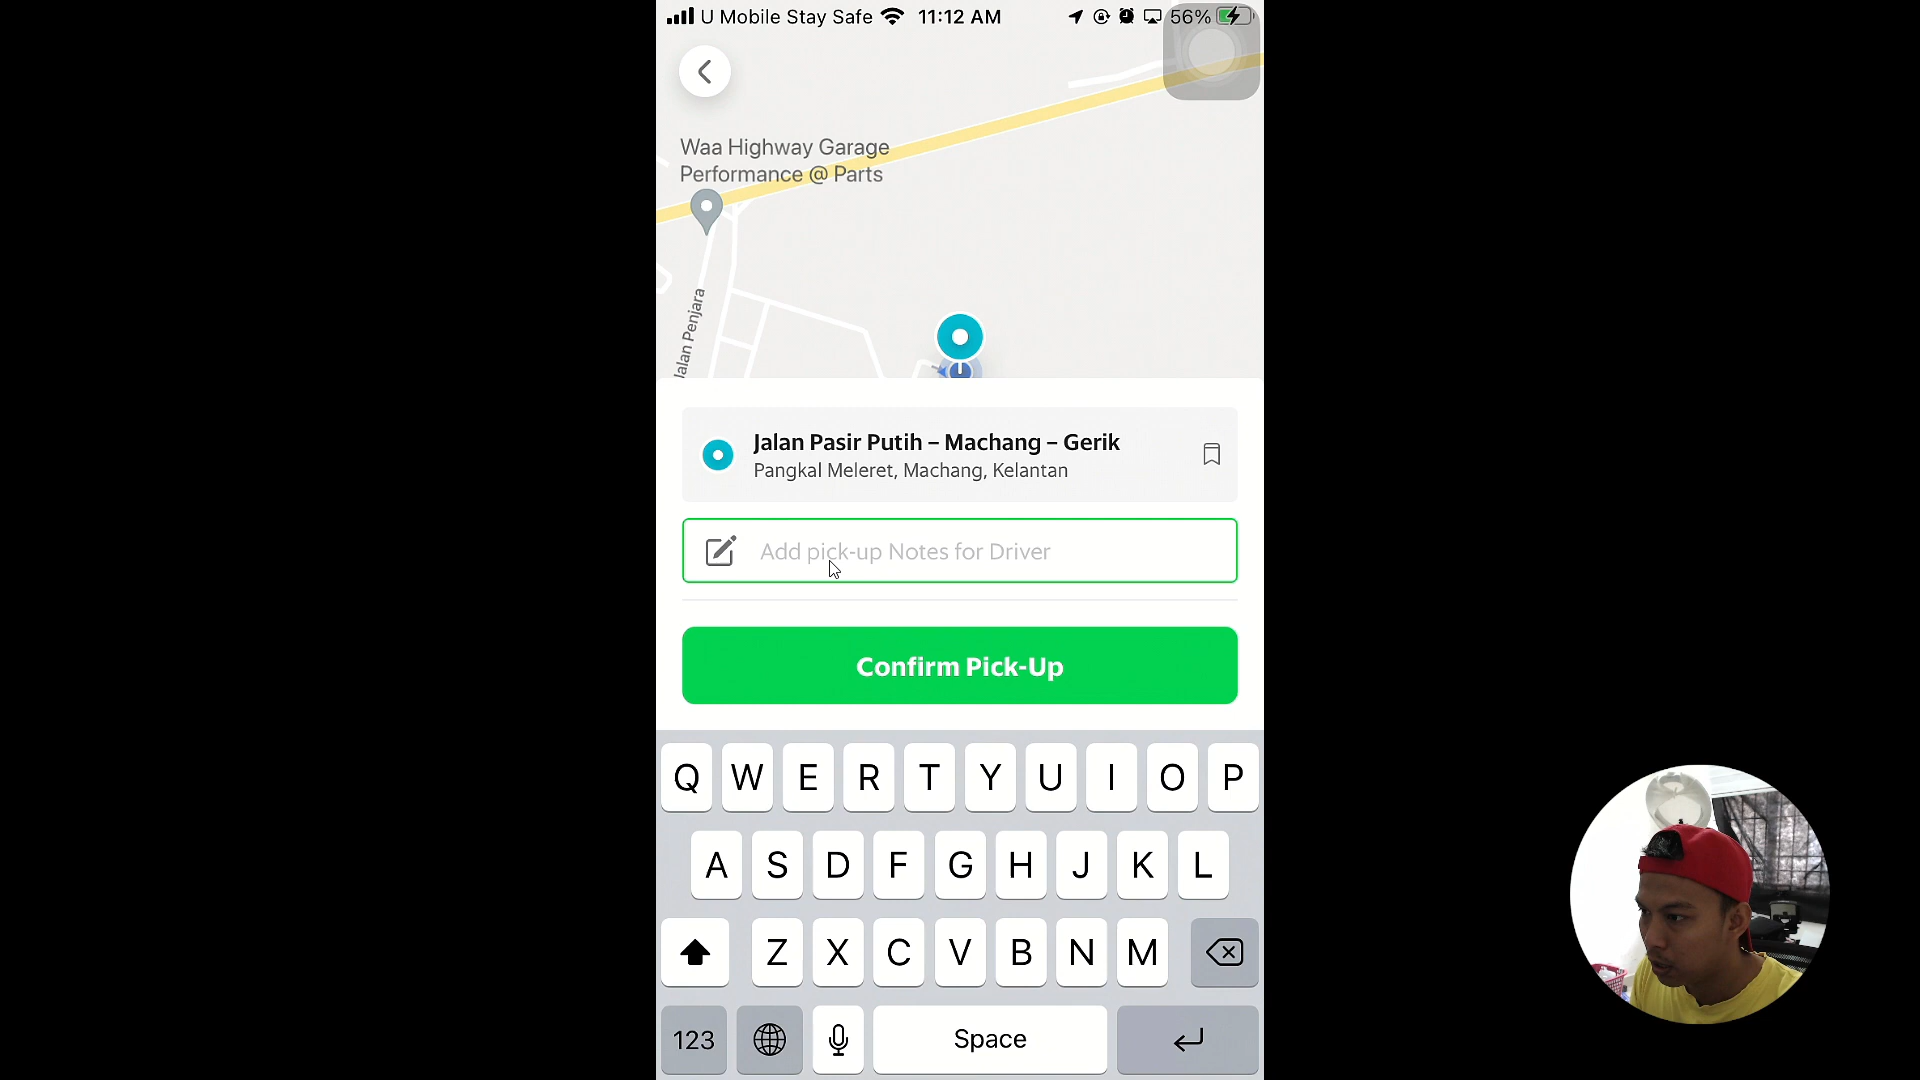 U Mobile Stay Safe 11:12 AM 56%
Waa Highway Garage
Performance @ Parts
Jalan Penjara
Jalan Pasir Putih – Machang – Gerik
Pangkal Meleret, Machang, Kelantan
Add pick-up Notes for Driver
Confirm Pick-Up
Q W E R T Y U I O P
A S D F G H J K L
Z X C V B N M
123 Space